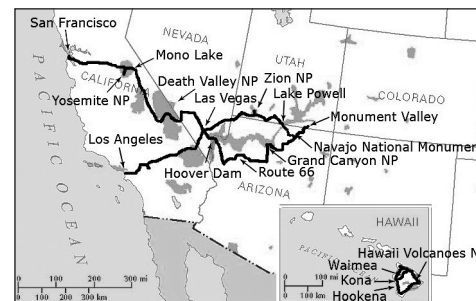 San Francisco
NEVADA
Mono Lake
UTAH
Death Valley NP
Zion NP
CALIFORNIA
Las Vegas
Lake Powell
COLORADO
Yosemite NP
Monument Valley
PACIFIC OCEAN
Los Angeles
Navajo National Monumen
Grand Canyon NP
Hoover Dam
Route 66
ARIZONA
HAWAII
Hawaii Volcanoes N
Waimea
Kona
Hookena
0 100 200 300 mi
0 100 200 300 km
0 100 mi
0 100 km